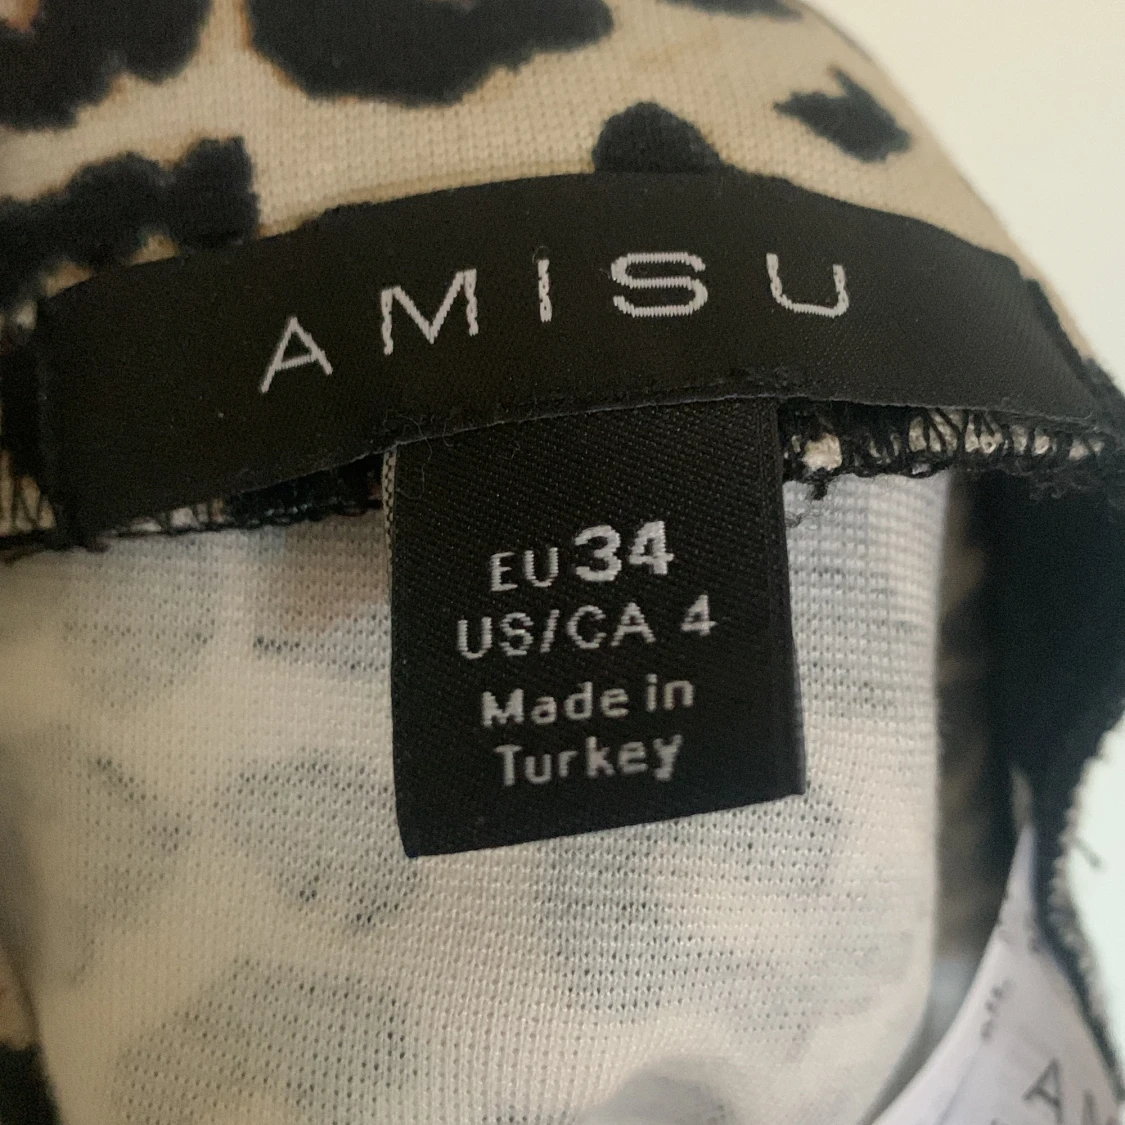 AMISU
EU 34
US/CA 4
Made in
Turkey